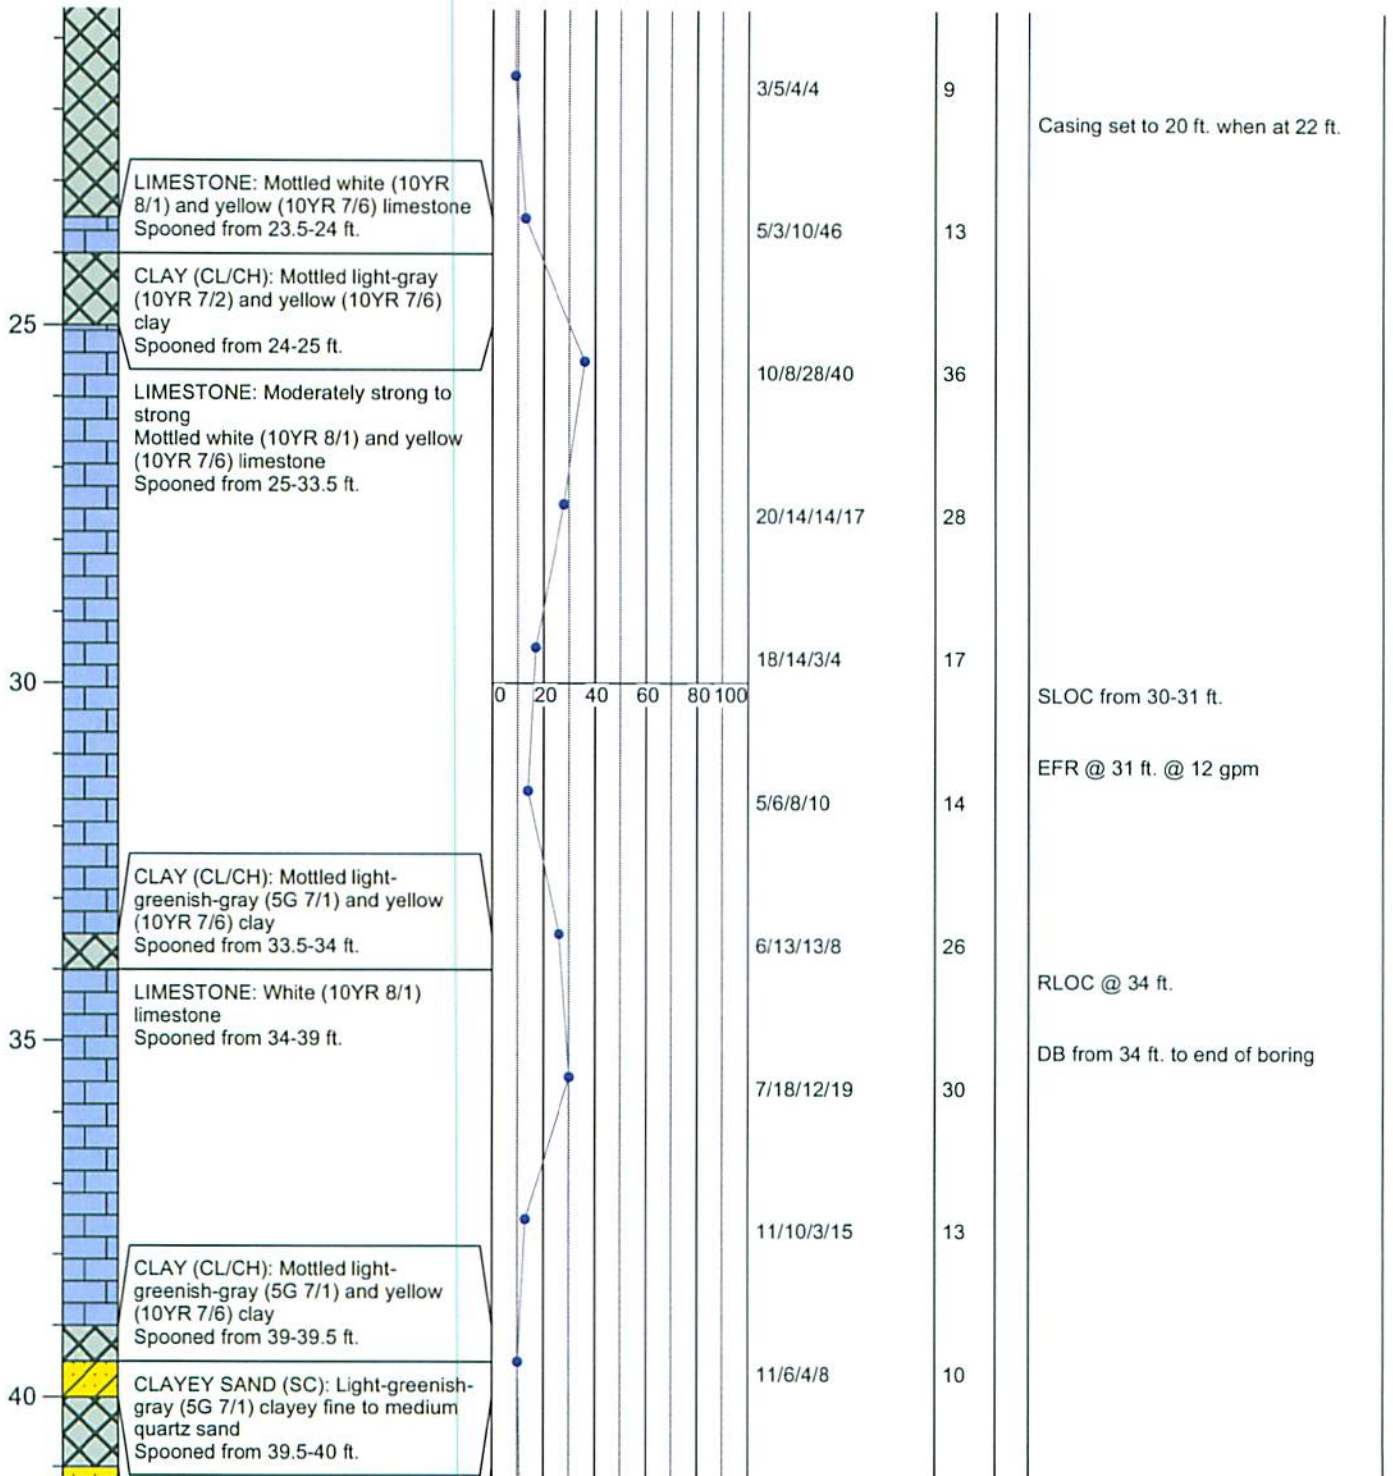 3/5/4/4
9
Casing set to 20 ft. when at 22 ft.
LIMESTONE: Mottled white (10YR
8/1) and yellow (10YR 7/6) limestone
Spooned from 23.5-24 ft.
5/3/10/46
13
CLAY (CL/CH): Mottled light-gray
(10YR 7/2) and yellow (10YR 7/6)
clay
Spooned from 24-25 ft.
25
10/8/28/40
36
LIMESTONE: Moderately strong to
strong
Mottled white (10YR 8/1) and yellow
(10YR 7/6) limestone
Spooned from 25-33.5 ft.
20/14/14/17
28
18/14/3/4
17
30
0 20 40 60 80 100
SLOC from 30-31 ft.
EFR @ 31 ft. @ 12 gpm
5/6/8/10
14
CLAY (CL/CH): Mottled light-
greenish-gray (5G 7/1) and yellow
(10YR 7/6) clay
Spooned from 33.5-34 ft.
6/13/13/8
26
RLOC @ 34 ft.
LIMESTONE: White (10YR 8/1)
limestone
Spooned from 34-39 ft.
35
DB from 34 ft. to end of boring
7/18/12/19
30
11/10/3/15
13
CLAY (CL/CH): Mottled light-
greenish-gray (5G 7/1) and yellow
(10YR 7/6) clay
Spooned from 39-39.5 ft.
11/6/4/8
10
40
CLAYEY SAND (SC): Light-greenish-
gray (5G 7/1) clayey fine to medium
quartz sand
Spooned from 39.5-40 ft.